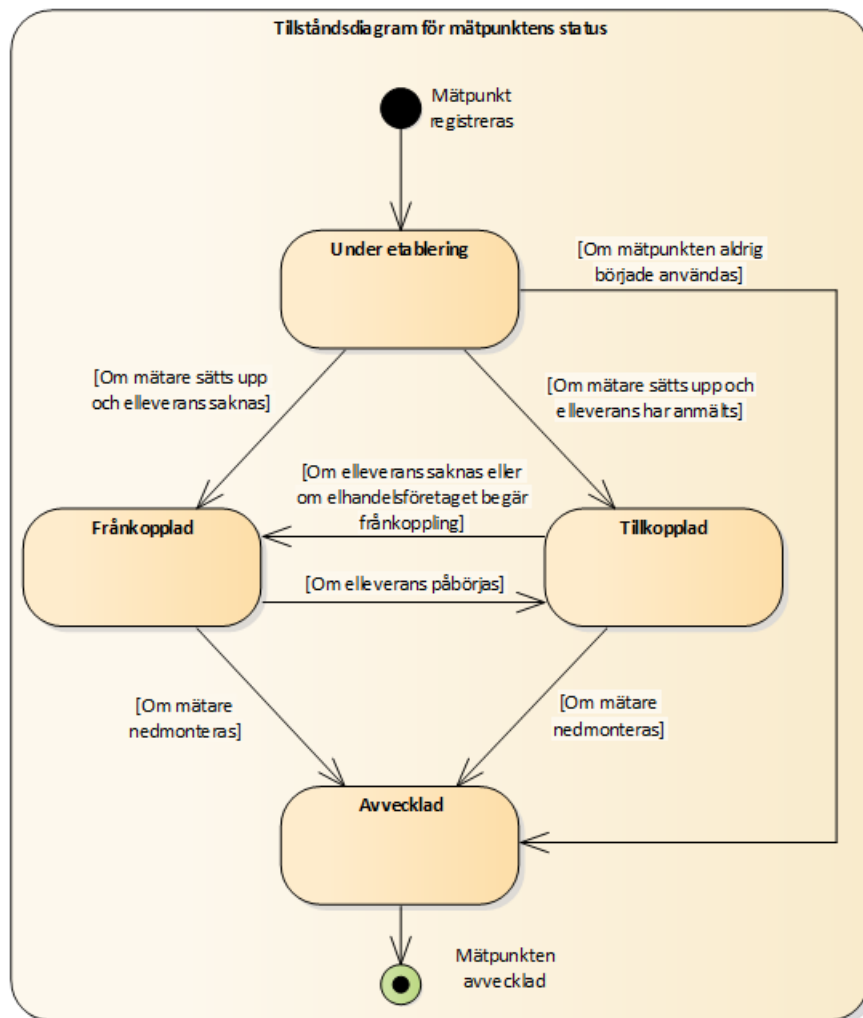 Tillståndsdiagram för mätpunktens status
Mätpunkt
registreras
Under etablering
[Om mätpunkten aldrig
började användas]
[Om mätare sätts upp
och elleverans saknas]
[Om mätare sätts upp och
elleverans har anmälts]
[Om elleverans saknas eller
om elhandelsföretaget begär
frånkoppling]
Frånkopplad
Tillkopplad
[Om elleverans påbörjas]
[Om mätare
nedmonteras]
[Om mätare
nedmonteras]
Avvecklad
Mätpunkten
avvecklad